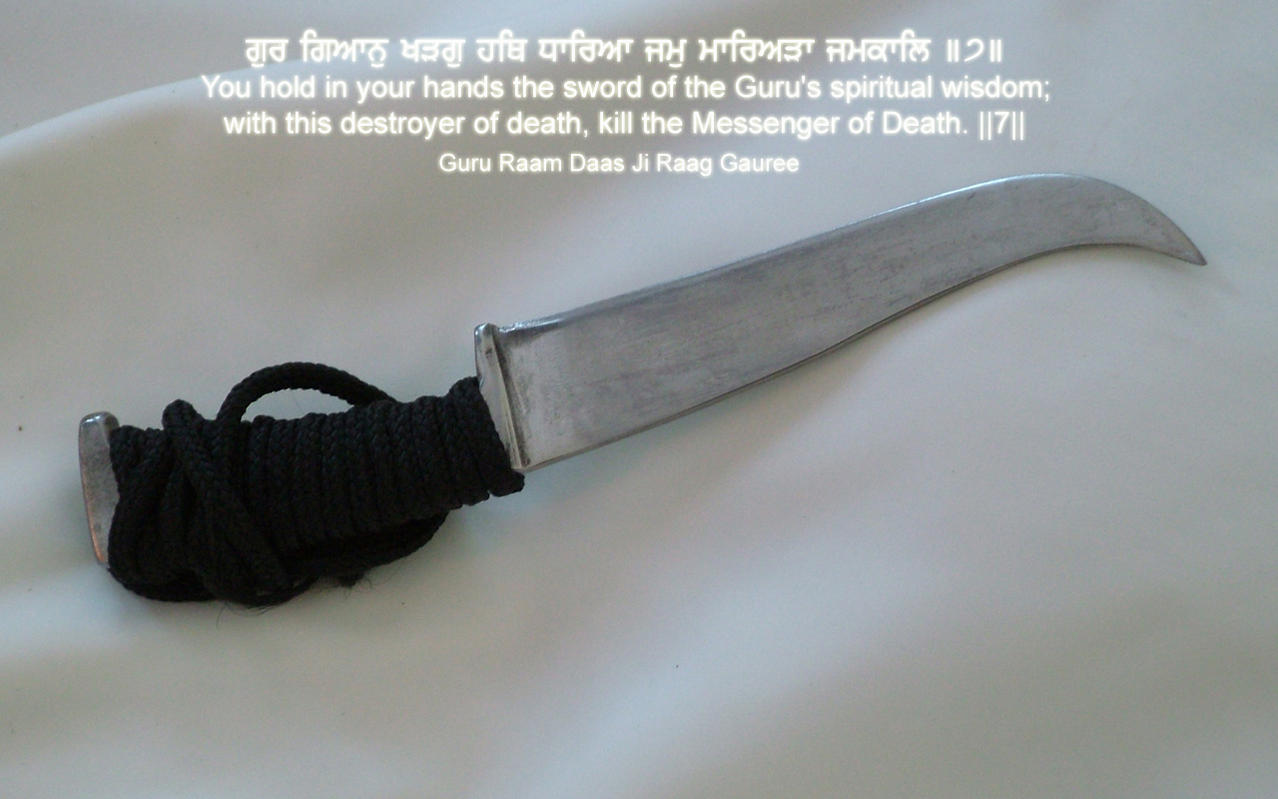 ਗੁਰ ਗਿਆਨੁ ਖੜਗੁ ਹਥਿ ਧਾਰਿਆ ਜਮੁ ਮਾਰਿਅੜਾ ਜਮਕਾਲਿ ॥੭॥
You hold in your hands the sword of the Guru's spiritual wisdom;
with this destroyer of death, kill the Messenger of Death. ||7||
Guru Raam Daas Ji Raag Gauree